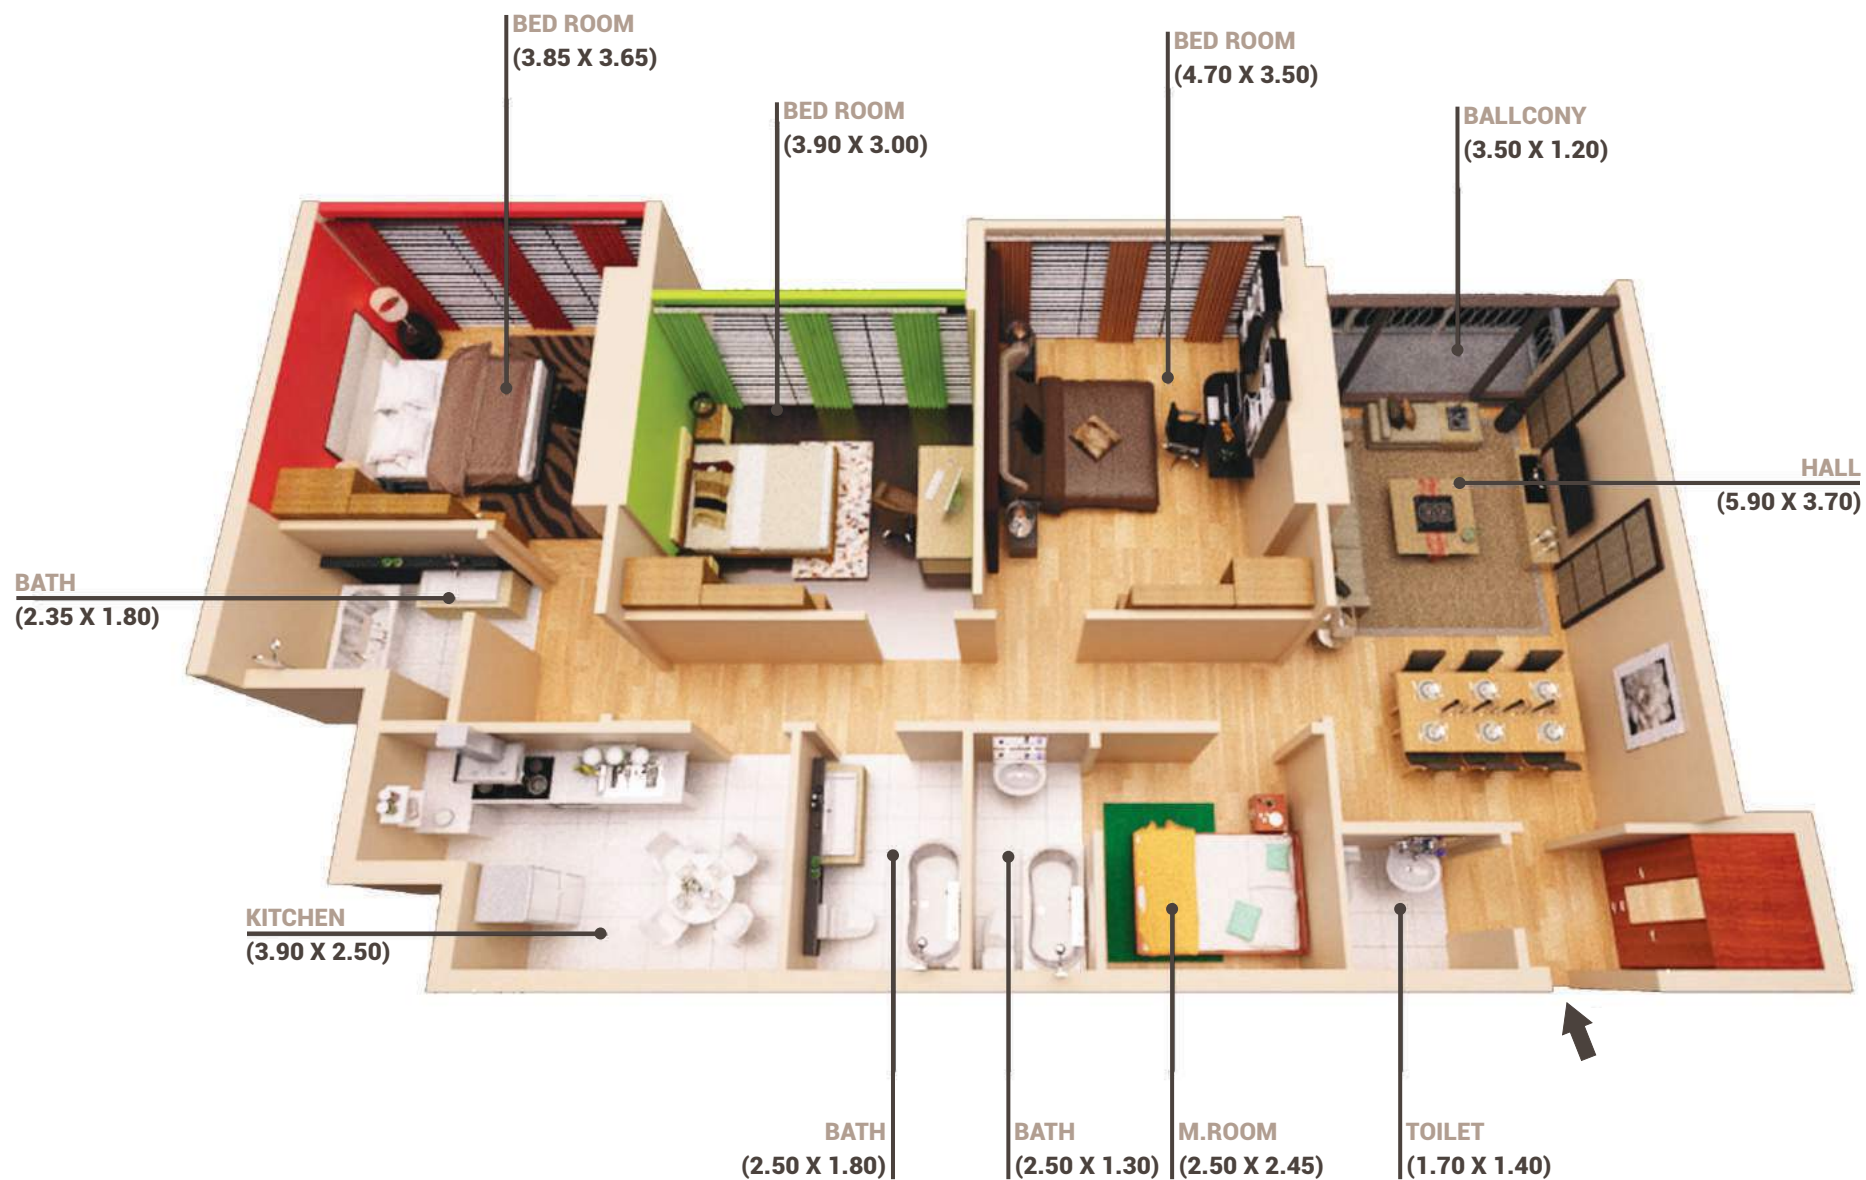 BED ROOM
(3.85 X 3.65)
BED ROOM
(4.70 X 3.50)
BED ROOM
(3.90 X 3.00)
BALLCONY
(3.50 X 1.20)
HALL
(5.90 X 3.70)
BATH
(2.35 X 1.80)
KITCHEN
(3.90 X 2.50)
BATH
(2.50 X 1.80)
BATH
(2.50 X 1.30)
M.ROOM
(2.50 X 2.45)
TOILET
(1.70 X 1.40)